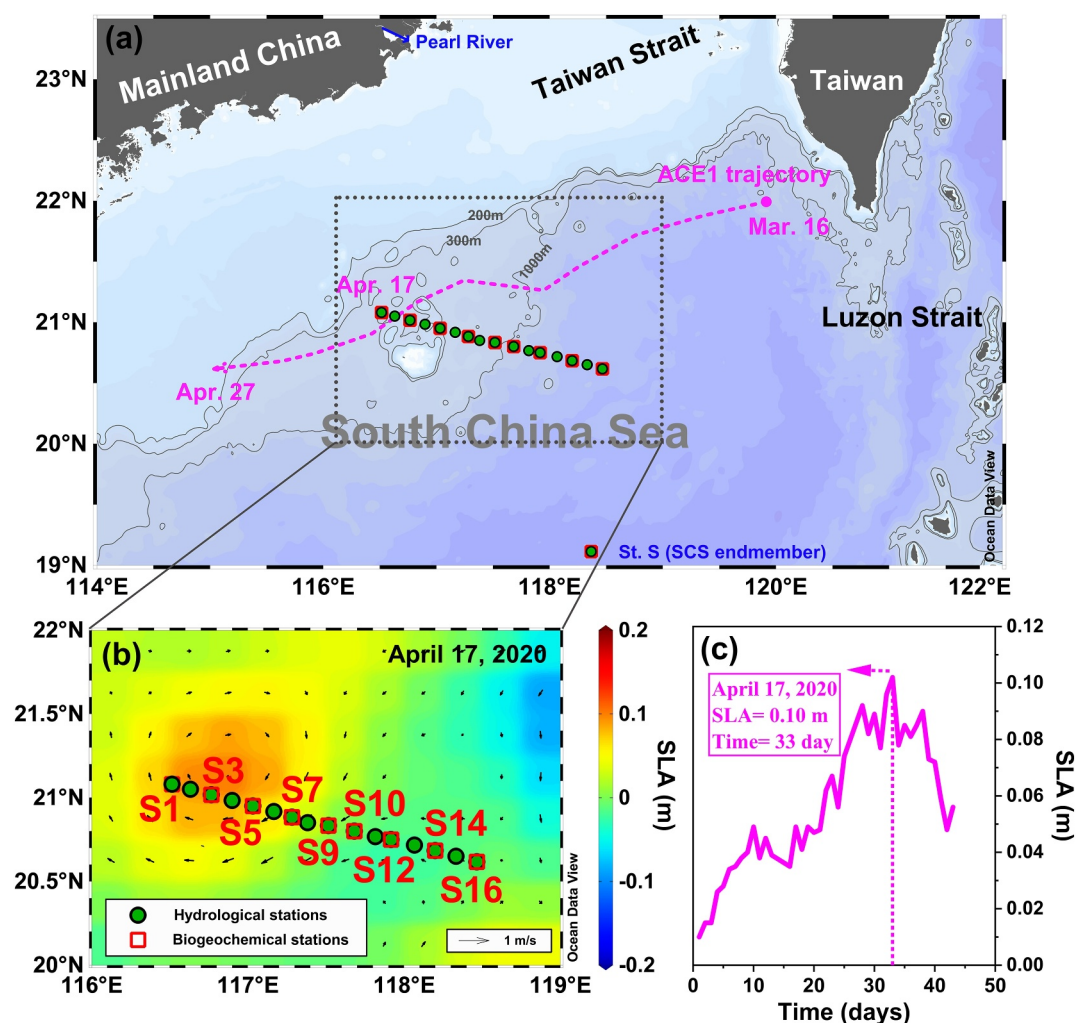 (a)
Mainland China
Pearl River
Taiwan Strait
Taiwan
ACE1 trajectory
Mar. 16
200m
300m
1000m
Apr. 17
Apr. 27
Luzon Strait
South China Sea
St. S (SCS endmember)
Ocean Data View
23°N
22°N
21°N
20°N
19°N
114°E
116°E
118°E
120°E
122°E
(b)
April 17, 2020
S1
S3
S5
S7
S9
S10
S12
S14
S16
Hydrological stations
Biogeochemical stations
1 m/s
Ocean Data View
22°N
21.5°N
21°N
20.5°N
20°N
116°E
117°E
118°E
119°E
0.2
0.1
0
-0.1
-0.2
SLA (m)
(c)
April 17, 2020
SLA= 0.10 m
Time= 33 day
0.12
0.10
0.08
0.06
0.04
0.02
0.00
SLA (m)
0
10
20
30
40
50
Time (days)